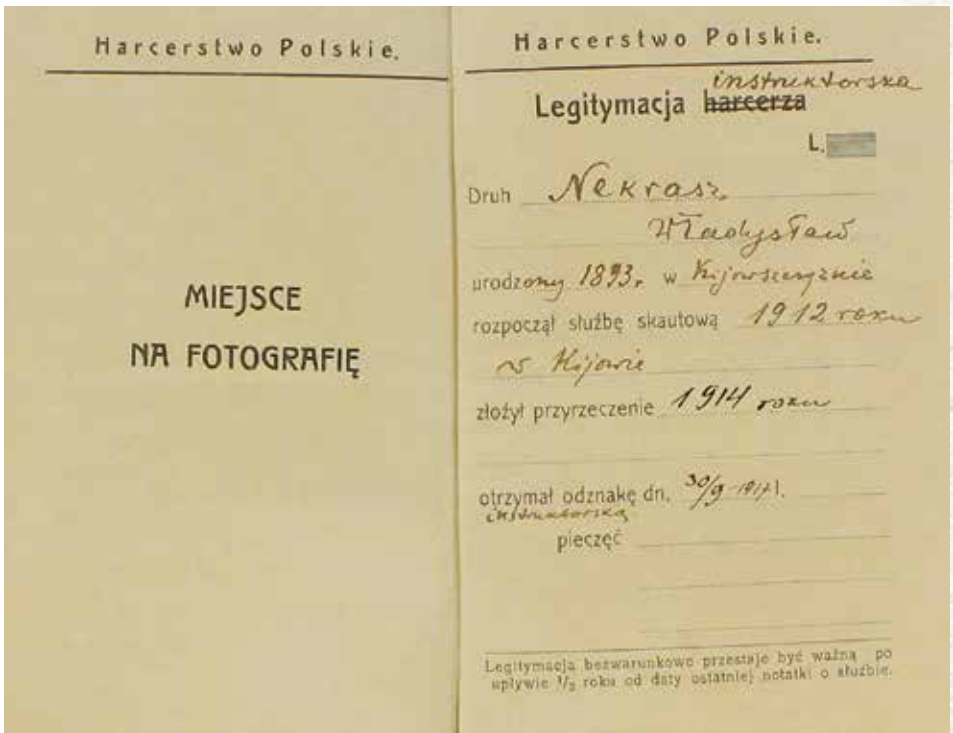 Harcerstwo Polskie.
MIEJSCE
NA FOTOGRAFIĘ
Harcerstwo Polskie.
instruktorska
Legitymacja harcerza
L.
Druh Nekrasz
Władysław
urodzony 1893 r. w Kijowszczyznie
rozpoczął służbę skautową 1912 roku
w Kijowie
złożył przyrzeczenie 1914 roku
otrzymał odznakę dn. 30/9-1917 r.
instruktorską
pieczęć
Legitymacja bezwarunkowo przestaje być ważną po
upływie 1/2 roku od daty ostatniej notatki o służbie.